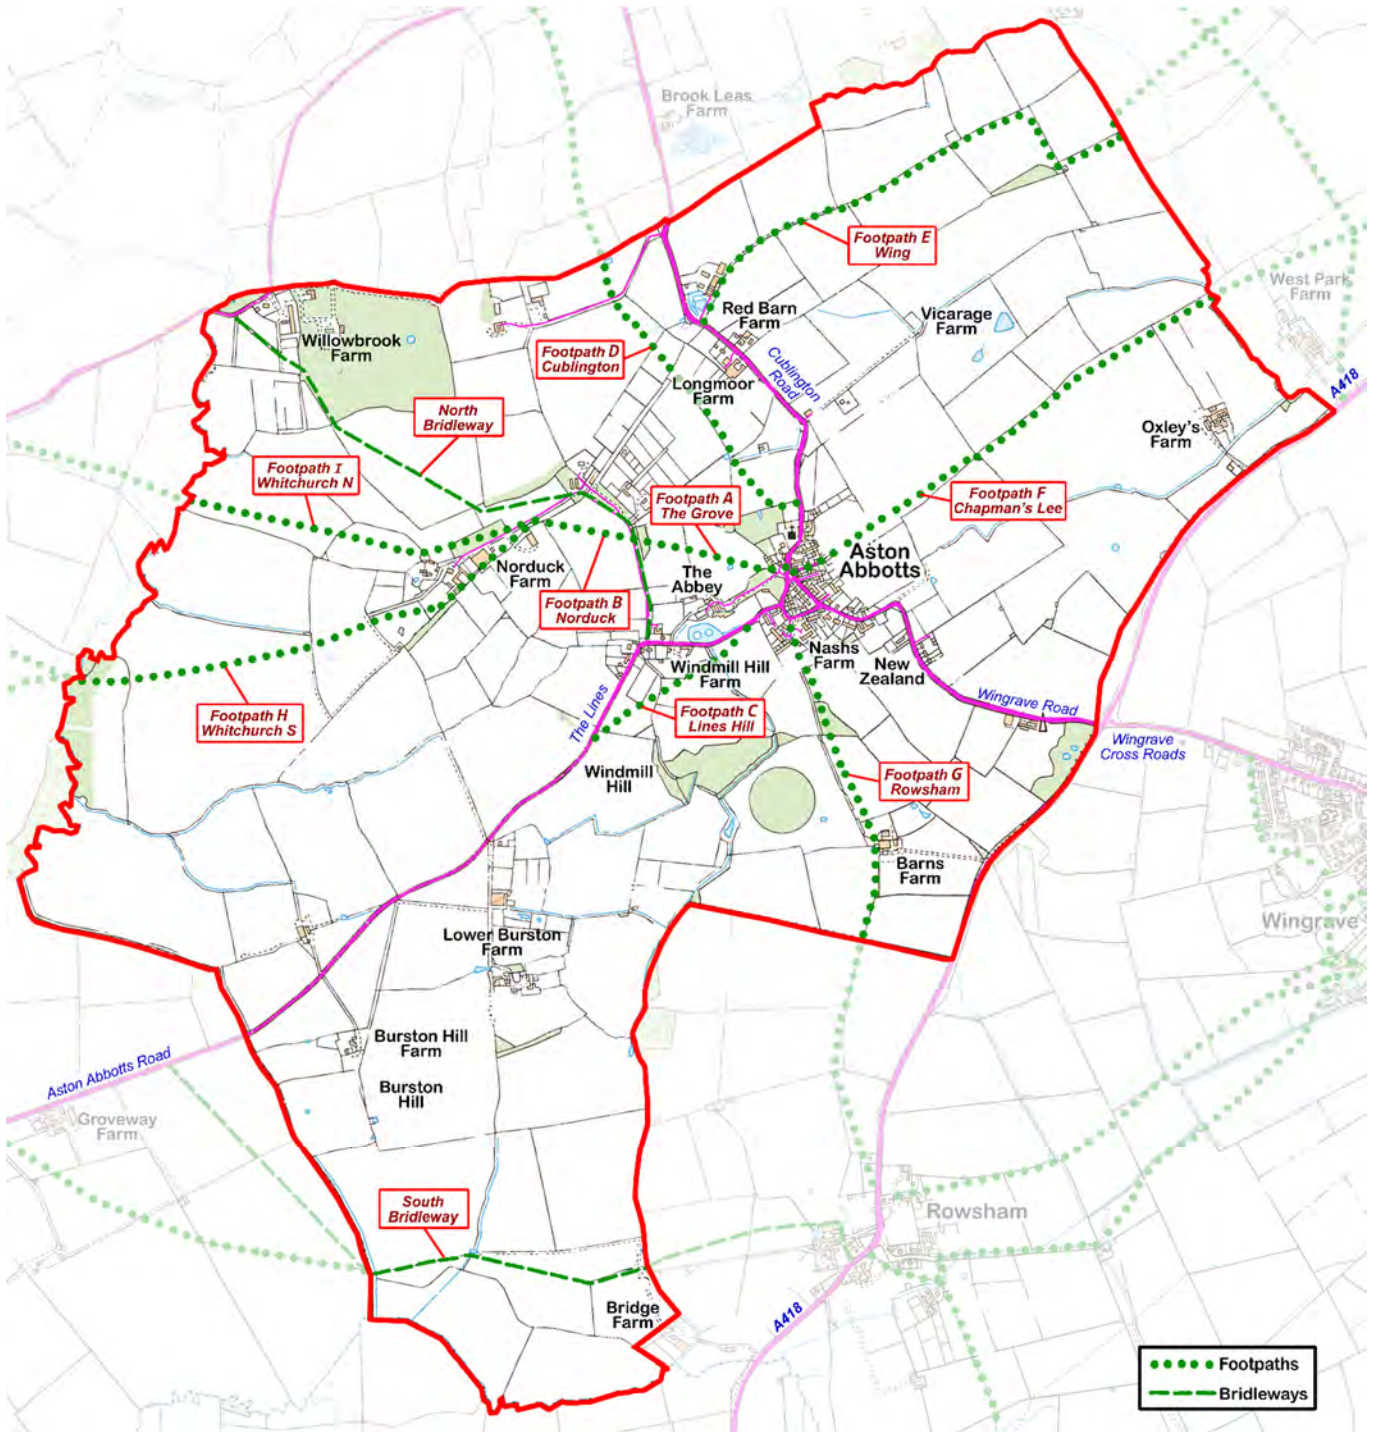 Brook Leas
Farm
Footpath E
Wing
West Park
Farm
Red Barn
Farm
Vicarage
Farm
Willowbrook
Farm
Footpath D
Cublington
Cublington
Road
Longmoor
Farm
A418
North
Bridleway
Oxley's
Farm
Footpath I
Whitchurch N
Footpath A
The Grove
Footpath F
Chapman's Lee
Aston
Abbotts
Norduck
Farm
The
Abbey
Footpath B
Norduck
Nashs
Farm
New
Zealand
Windmill Hill
Farm
Wingrave Road
Footpath H
Whitchurch S
The Lines
Footpath C
Lines Hill
Wingrave
Cross Roads
Windmill
Hill
Footpath G
Rowsham
Barns
Farm
Wingrave
Lower Burston
Farm
Burston Hill
Farm
Aston Abbotts Road
Burston
Hill
Groveway
Farm
South
Bridleway
Rowsham
Bridge
Farm
A418
Footpaths
Bridleways